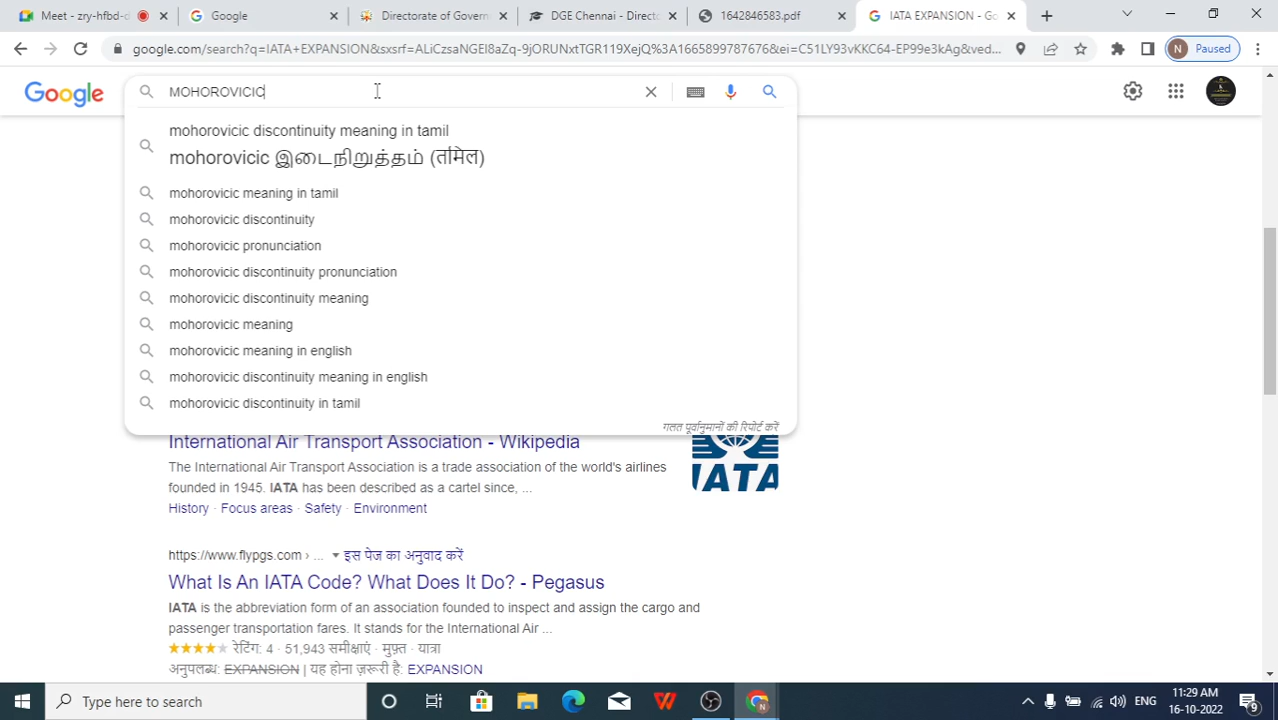 Meet - zry-hfbd-
Google
Directorate of Govern
DGE Chennai - Direct
1642846583.pdf
IATA EXPANSION - Go
google.com/search?q=IATA+EXPANSION&sxsrf=ALiCzsaNGEl8aZq-9jORUNxtTGR119XejQ%3A1665899787676&ei=C51LY93vKKC64-EP99e3kAg&ved...
N Paused
Google
MOHOROVICIC
mohorovicic discontinuity meaning in tamil
mohorovicic இடைநிறுத்தம் (तमिल)
mohorovicic meaning in tamil
mohorovicic discontinuity
mohorovicic pronunciation
mohorovicic discontinuity pronunciation
mohorovicic discontinuity meaning
mohorovicic meaning
mohorovicic meaning in english
mohorovicic discontinuity meaning in english
mohorovicic discontinuity in tamil
गलत पूर्वानुमानों की रिपोर्ट करें
International Air Transport Association - Wikipedia
The International Air Transport Association is a trade association of the world's airlines
founded in 1945. IATA has been described as a cartel since, ...
IATA
History · Focus areas · Safety · Environment
https://www.flypgs.com › ... इस पेज का अनुवाद करें
What Is An IATA Code? What Does It Do? - Pegasus
IATA is the abbreviation form of an association founded to inspect and assign the cargo and
passenger transportation fares. It stands for the International Air ...
रेटिंग: 4 · 51,943 समीक्षाएं · मुफ़्त · यात्रा
अनुपलब्ध: EXPANSION | यह होना ज़रूरी है: EXPANSION
Type here to search
ENG
11:29 AM
16-10-2022
9